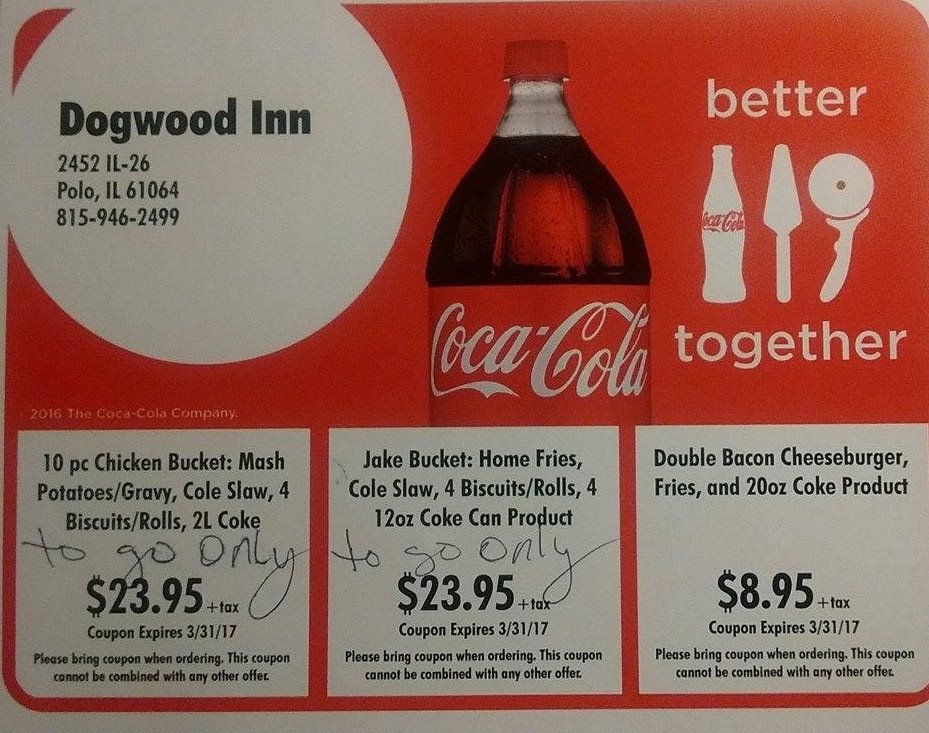 Dogwood Inn
2452 IL-26
Polo, IL 61064
815-946-2499
better
Coca-Cola
together
Coca-Cola
2016 The Coca-Cola Company.
10 pc Chicken Bucket: Mash
Potatoes/Gravy, Cole Slaw, 4
Biscuits/Rolls, 2L Coke
to go Only
$23.95 +tax
Coupon Expires 3/31/17
Please bring coupon when ordering. This coupon
cannot be combined with any other offer.
Jake Bucket: Home Fries,
Cole Slaw, 4 Biscuits/Rolls, 4
12oz Coke Can Product
to go only
$23.95 +tax
Coupon Expires 3/31/17
Please bring coupon when ordering. This coupon
cannot be combined with any other offer.
Double Bacon Cheeseburger,
Fries, and 20oz Coke Product
$8.95 +tax
Coupon Expires 3/31/17
Please bring coupon when ordering. This coupon
cannot be combined with any other offer.